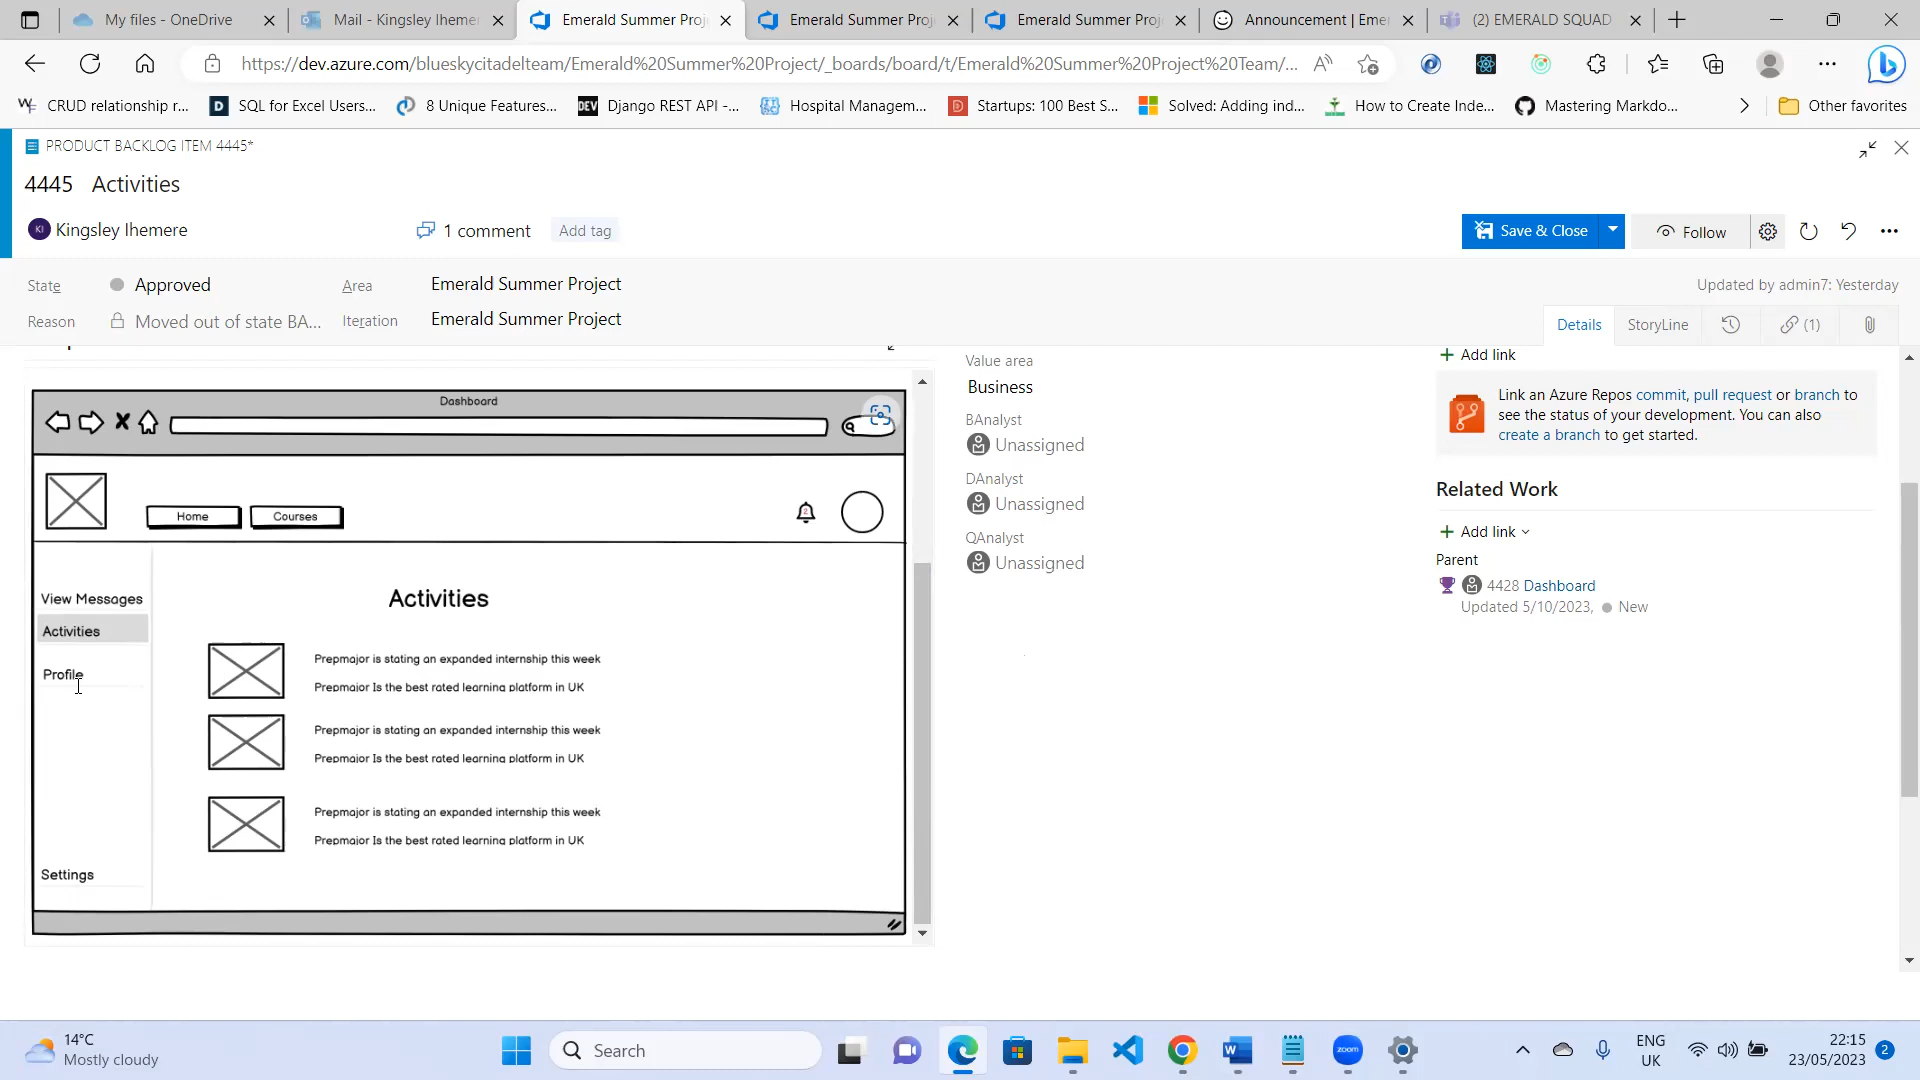 My files - OneDrive
Mail - Kingsley Iheme
Emerald Summer Proj
Emerald Summer Proj
Emerald Summer Proj
Announcement | Eme
(2) EMERALD SQUAD
https://dev.azure.com/blueskycitadelteam/Emerald%20Summer%20Project/_boards/board/t/Emerald%20Summer%20Project%20Team/...
CRUD relationship r...
SQL for Excel Users...
8 Unique Features...
Django REST API -...
Hospital Managem...
Startups: 100 Best S...
Solved: Adding ind...
How to Create Inde...
Mastering Markdo...
Other favorites
PRODUCT BACKLOG ITEM 4445*
4445 Activities
KI Kingsley Ihemere
1 comment
Add tag
Save & Close
Follow
State
Approved
Area
Emerald Summer Project
Updated by admin7: Yesterday
Reason
Moved out of state BA...
Iteration
Emerald Summer Project
Details
StoryLine
(1)
Dashboard
Home
Courses
2
View Messages
Activities
Profile
Settings
Activities
Prepmajor is stating an expanded internship this week
Prepmajor Is the best rated learning platform in UK
Prepmajor is stating an expanded internship this week
Prepmajor Is the best rated learning platform in UK
Prepmajor is stating an expanded internship this week
Prepmajor Is the best rated learning platform in UK
Value area
Business
BAnalyst
Unassigned
DAnalyst
Unassigned
QAnalyst
Unassigned
Add link
Link an Azure Repos commit, pull request or branch to
see the status of your development. You can also
create a branch to get started.
Related Work
Add link
Parent
4428 Dashboard
Updated 5/10/2023, New
14°C
Mostly cloudy
Search
zoom
ENG
UK
22:15
23/05/2023
2